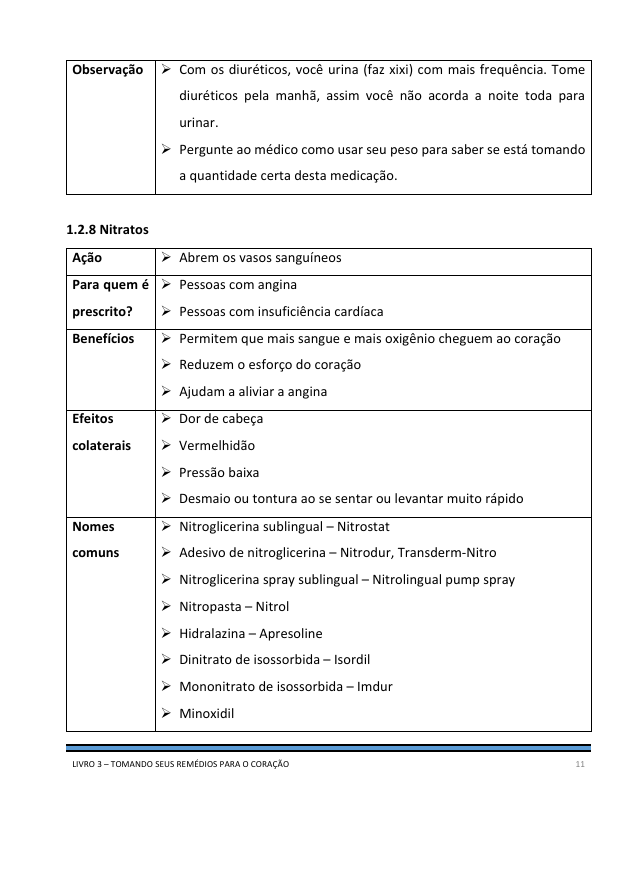 Observação
➢ Com os diuréticos, você urina (faz xixi) com mais frequência. Tome
diuréticos pela manhã, assim você não acorda a noite toda para
urinar.
➢ Pergunte ao médico como usar seu peso para saber se está tomando
a quantidade certa desta medicação.
1.2.8 Nitratos
Ação
➢ Abrem os vasos sanguíneos
Para quem é
prescrito?
➢ Pessoas com angina
➢ Pessoas com insuficiência cardíaca
Benefícios
➢ Permitem que mais sangue e mais oxigênio cheguem ao coração
➢ Reduzem o esforço do coração
➢ Ajudam a aliviar a angina
Efeitos
colaterais
➢ Dor de cabeça
➢ Vermelhidão
➢ Pressão baixa
➢ Desmaio ou tontura ao se sentar ou levantar muito rápido
Nomes
comuns
➢ Nitroglicerina sublingual – Nitrostat
➢ Adesivo de nitroglicerina – Nitrodur, Transderm-Nitro
➢ Nitroglicerina spray sublingual – Nitrolingual pump spray
➢ Nitropasta – Nitrol
➢ Hidralazina – Apresoline
➢ Dinitrato de isossorbida – Isordil
➢ Mononitrato de isossorbida – Imdur
➢ Minoxidil
LIVRO 3 – TOMANDO SEUS REMÉDIOS PARA O CORAÇÃO 11